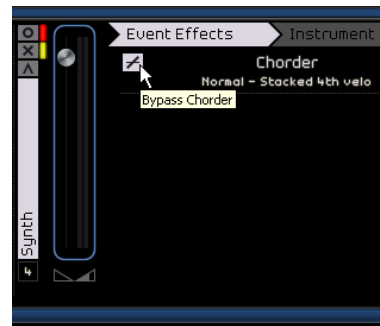 Event Effects
Instrument
Chorder
Normal - Stacked 4th velo
Bypass Chorder
Synth
4